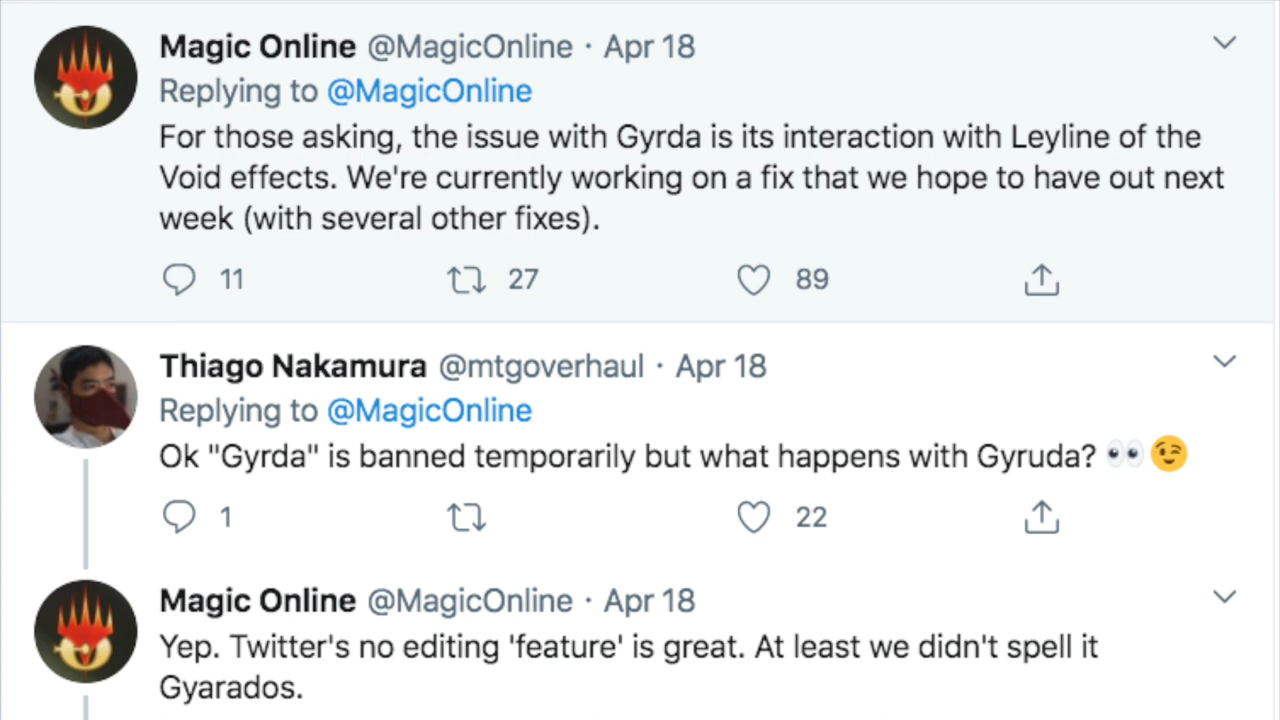 Magic Online @MagicOnline · Apr 18
Replying to @MagicOnline
For those asking, the issue with Gyrda is its interaction with Leyline of the
Void effects. We're currently working on a fix that we hope to have out next
week (with several other fixes).
11 27 89
Thiago Nakamura @mtgoverhaul · Apr 18
Replying to @MagicOnline
Ok "Gyrda" is banned temporarily but what happens with Gyruda? 👀😉
1 22
Magic Online @MagicOnline · Apr 18
Yep. Twitter's no editing 'feature' is great. At least we didn't spell it
Gyarados.